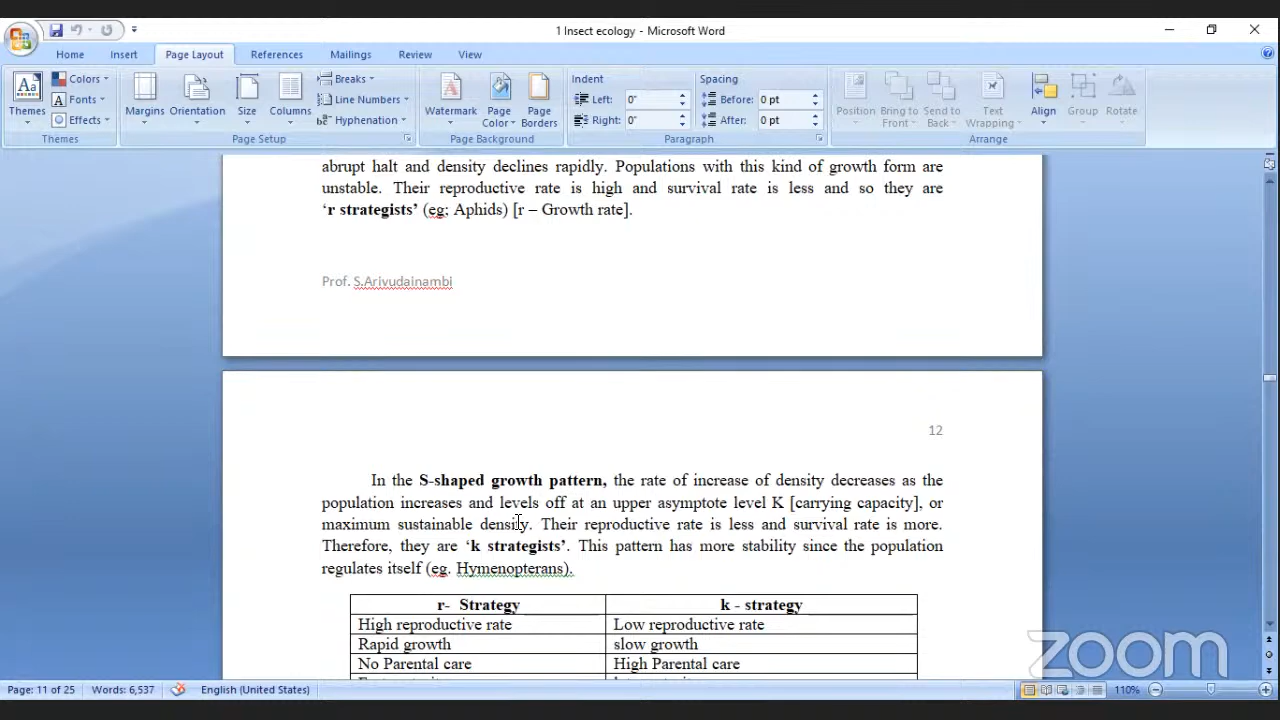 1 Insect ecology - Microsoft Word
Home Insert Page Layout References Mailings Review View
Themes
Colors
Fonts
Effects
Themes
Margins
Orientation
Size
Columns
Breaks
Line Numbers
Hyphenation
Page Setup
Watermark
Page Color
Page Borders
Page Background
Indent
Left: 0"
Right: 0"
Spacing
Before: 0 pt
After: 0 pt
Paragraph
Position
Bring to Front
Send to Back
Text Wrapping
Align
Group
Rotate
Arrange
abrupt halt and density declines rapidly. Populations with this kind of growth form are
unstable. Their reproductive rate is high and survival rate is less and so they are
‘r strategists’ (eg; Aphids) [r – Growth rate].
Prof. S.Arivudainambi
12
In the S-shaped growth pattern, the rate of increase of density decreases as the
population increases and levels off at an upper asymptote level K [carrying capacity], or
maximum sustainable density. Their reproductive rate is less and survival rate is more.
Therefore, they are ‘k strategists’. This pattern has more stability since the population
regulates itself (eg. Hymenopterans).
r- Strategy k - strategy
High reproductive rate Low reproductive rate
Rapid growth slow growth
No Parental care High Parental care
zoom
Page: 11 of 25 Words: 6,537 English (United States) 110%